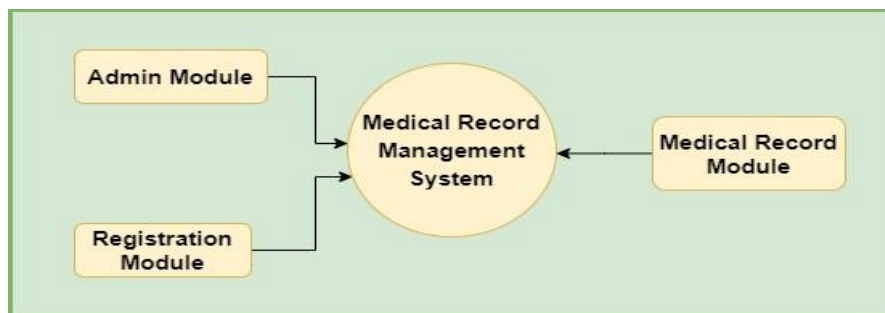 Admin Module
Medical Record
Management
System
Medical Record
Module
Registration
Module